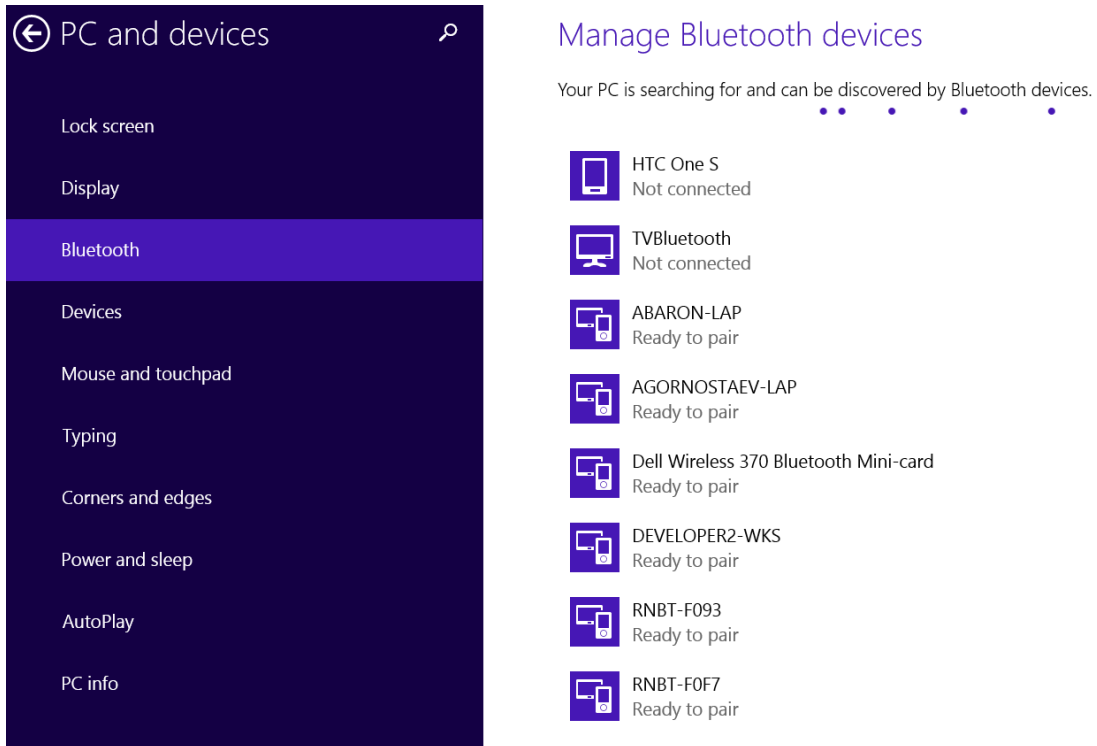 PC and devices
Lock screen
Display
Bluetooth
Devices
Mouse and touchpad
Typing
Corners and edges
Power and sleep
AutoPlay
PC info
Manage Bluetooth devices
Your PC is searching for and can be discovered by Bluetooth devices.
HTC One S
Not connected
TVBluetooth
Not connected
ABARON-LAP
Ready to pair
AGORNOSTAEV-LAP
Ready to pair
Dell Wireless 370 Bluetooth Mini-card
Ready to pair
DEVELOPER2-WKS
Ready to pair
RNBT-F093
Ready to pair
RNBT-F0F7
Ready to pair